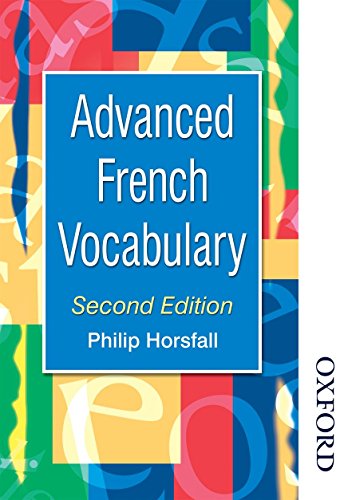 Advanced
French
Vocabulary
Second Edition
Philip Horsfall
OXFORD